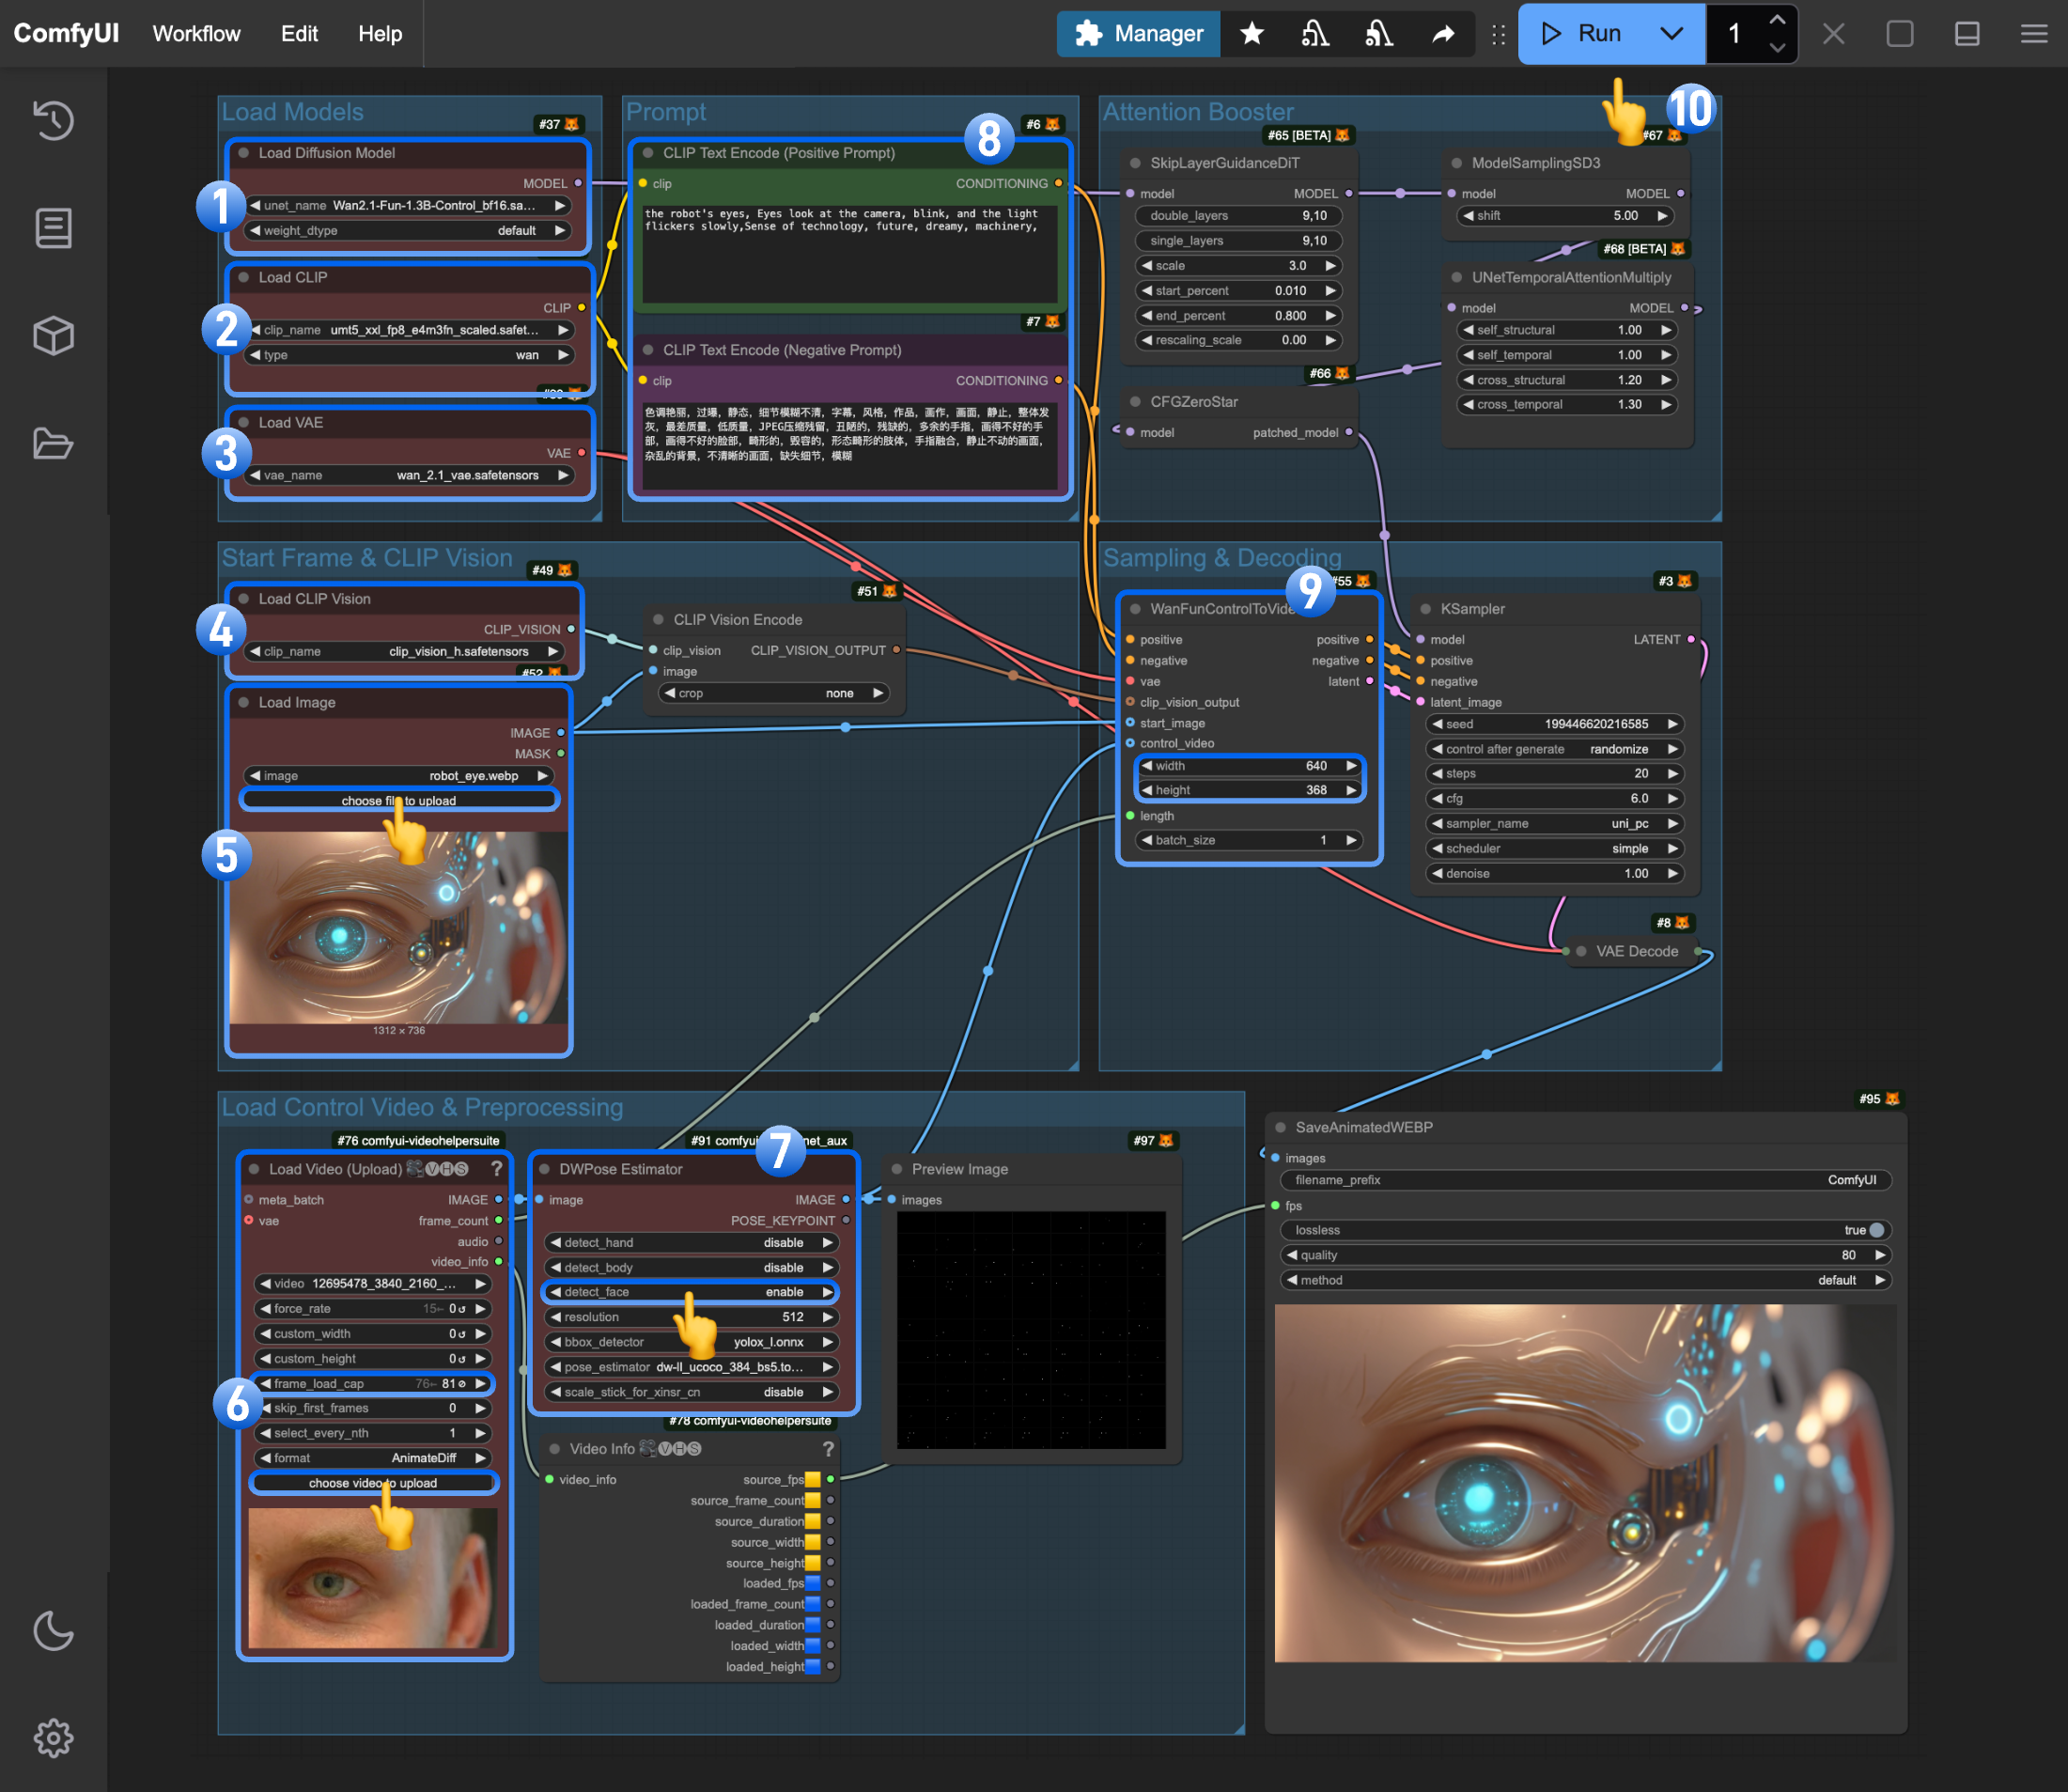 ComfyUI Workflow Edit Help Manager Run 1
Load Models
#37
Load Diffusion Model
MODEL
unet_name Wan2.1-Fun-1.3B-Control_bf16.sa...
weight_dtype default
1
Load CLIP
CLIP
clip_name umt5_xxl_fp8_e4m3fn_scaled.safet...
type wan
2
Load VAE
VAE
vae_name wan_2.1_vae.safetensors
3
Prompt
8
#6
CLIP Text Encode (Positive Prompt)
clip CONDITIONING
the robot's eyes, Eyes look at the camera, blink, and the light
flickers slowly,Sense of technology, future, dreamy, machinery,
#7
CLIP Text Encode (Negative Prompt)
clip CONDITIONING
色调艳丽，过曝，静态，细节模糊不清，字幕，风格，作品，画作，画面，静止，整体发
灰，最差质量，低质量，JPEG压缩残留，丑陋的，残缺的，多余的手指，画得不好的手
部，画得不好的脸部，畸形的，毁容的，形态畸形的肢体，手指融合，静止不动的画面，
杂乱的背景，不清晰的画面，缺失细节，模糊
Attention Booster
10
#65 [BETA]
SkipLayerGuidanceDiT
model MODEL
double_layers 9,10
single_layers 9,10
scale 3.0
start_percent 0.010
end_percent 0.800
rescaling_scale 0.00
#66
CFGZeroStar
model patched_model
#67
ModelSamplingSD3
model MODEL
shift 5.00
#68 [BETA]
UNetTemporalAttentionMultiply
model MODEL
self_structural 1.00
self_temporal 1.00
cross_structural 1.20
cross_temporal 1.30
Start Frame & CLIP Vision
#49
Load CLIP Vision
CLIP_VISION
clip_name clip_vision_h.safetensors
4
#52
Load Image
IMAGE
MASK
image robot_eye.webp
choose file to upload
5
1312 × 736
#51
CLIP Vision Encode
clip_vision CLIP_VISION_OUTPUT
image
crop none
Sampling & Decoding
9
#55
WanFunControlToVide
positive positive
negative negative
vae latent
clip_vision_output
start_image
control_video
width 640
height 368
length
batch_size 1
#3
KSampler
model LATENT
positive
negative
latent_image
seed 199446620216585
control after generate randomize
steps 20
cfg 6.0
sampler_name uni_pc
scheduler simple
denoise 1.00
#8
VAE Decode
Load Control Video & Preprocessing
#76 comfyui-videohelpersuite
Load Video (Upload) VHS ?
meta_batch IMAGE
vae frame_count
audio
video_info
video 12695478_3840_2160_...
force_rate 15← 0
custom_width 0
custom_height 0
frame_load_cap 76← 81
6
skip_first_frames 0
select_every_nth 1
format AnimateDiff
choose video to upload
7
#91 comfyui net_aux
DWPose Estimator
image IMAGE
POSE_KEYPOINT
detect_hand disable
detect_body disable
detect_face enable
resolution 512
bbox_detector yolox_l.onnx
pose_estimator dw-ll_ucoco_384_bs5.to...
scale_stick_for_xinsr_cn disable
#78 comfyui-videohelpersuite
Video Info VHS ?
video_info source_fps
source_frame_count
source_duration
source_width
source_height
loaded_fps
loaded_frame_count
loaded_duration
loaded_width
loaded_height
#97
Preview Image
images
#95
SaveAnimatedWEBP
images
filename_prefix ComfyUI
fps
lossless true
quality 80
method default